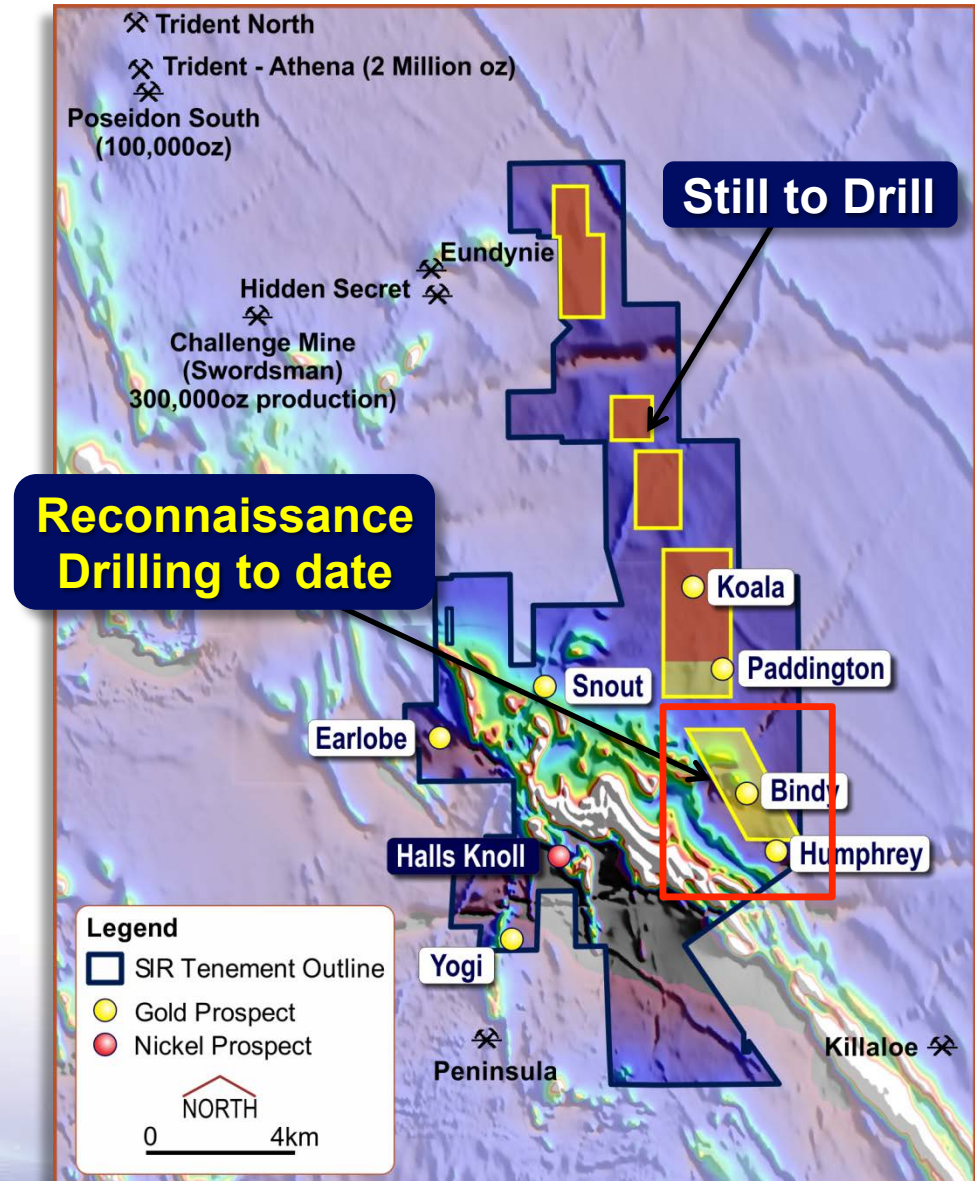 Trident North
Trident - Athena (2 Million oz)
Poseidon South
(100,000oz)
Still to Drill
Eundynie
Hidden Secret
Challenge Mine
(Swordsman)
300,000oz production)
Reconnaissance
Drilling to date
Koala
Paddington
Snout
Earlobe
Bindy
Halls Knoll
Humphrey
Yogi
Peninsula
Killaloe
Legend
SIR Tenement Outline
Gold Prospect
Nickel Prospect
NORTH
0 4km